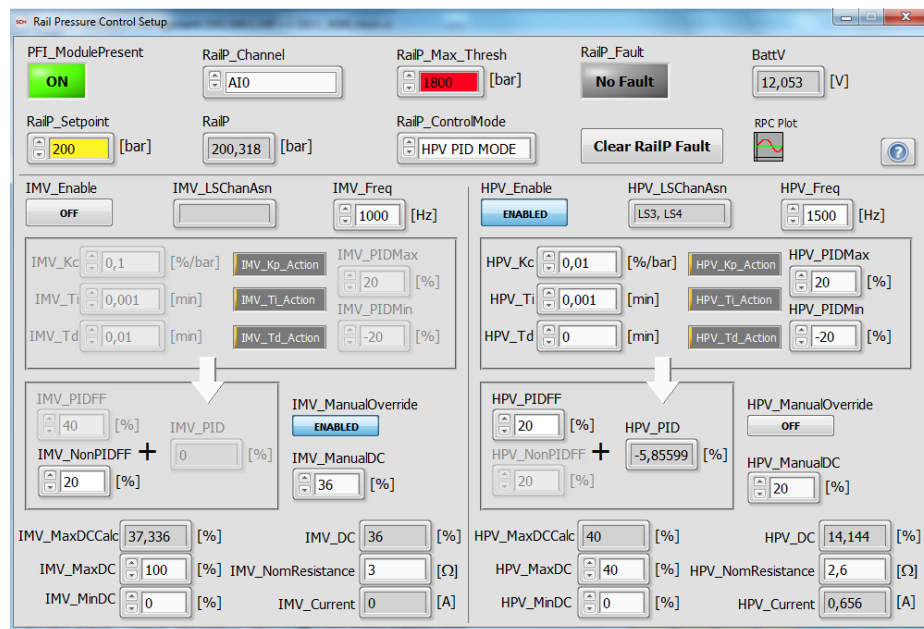 SCM Rail Pressure Control Setup
PFI_ModulePresent RailP_Channel RailP_Max_Thresh RailP_Fault BattV
ON AI0 1800 [bar] No Fault 12,053 [V]
RailP_Setpoint RailP RailP_ControlMode RPC Plot
200 [bar] 200,318 [bar] HPV PID MODE Clear RailP Fault ?
IMV_Enable IMV_LSChanAsn IMV_Freq HPV_Enable HPV_LSChanAsn HPV_Freq
OFF 1000 [Hz] ENABLED LS3, LS4 1500 [Hz]
IMV_Kc 0,1 [%/bar] IMV_Kp_Action IMV_PIDMax HPV_Kc 0,01 [%/bar] HPV_Kp_Action HPV_PIDMax
20 [%] 20 [%]
IMV_Ti 0,001 [min] IMV_Ti_Action IMV_PIDMin HPV_Ti 0,001 [min] HPV_Ti_Action HPV_PIDMin
IMV_Td 0,01 [min] IMV_Td_Action -20 [%] HPV_Td 0 [min] HPV_Td_Action -20 [%]
IMV_PIDFF IMV_ManualOverride HPV_PIDFF HPV_ManualOverride
40 [%] IMV_PID ENABLED 20 [%] HPV_PID OFF
IMV_NonPIDFF + 0 [%] IMV_ManualDC HPV_NonPIDFF + -5,85599 [%] HPV_ManualDC
20 [%] 36 [%] 20 [%] 20 [%]
IMV_MaxDCCalc 37,336 [%] IMV_DC 36 [%] HPV_MaxDCCalc 40 [%] HPV_DC 14,144 [%]
IMV_MaxDC 100 [%] IMV_NomResistance 3 [Ω] HPV_MaxDC 40 [%] HPV_NomResistance 2,6 [Ω]
IMV_MinDC 0 [%] IMV_Current 0 [A] HPV_MinDC 0 [%] HPV_Current 0,656 [A]